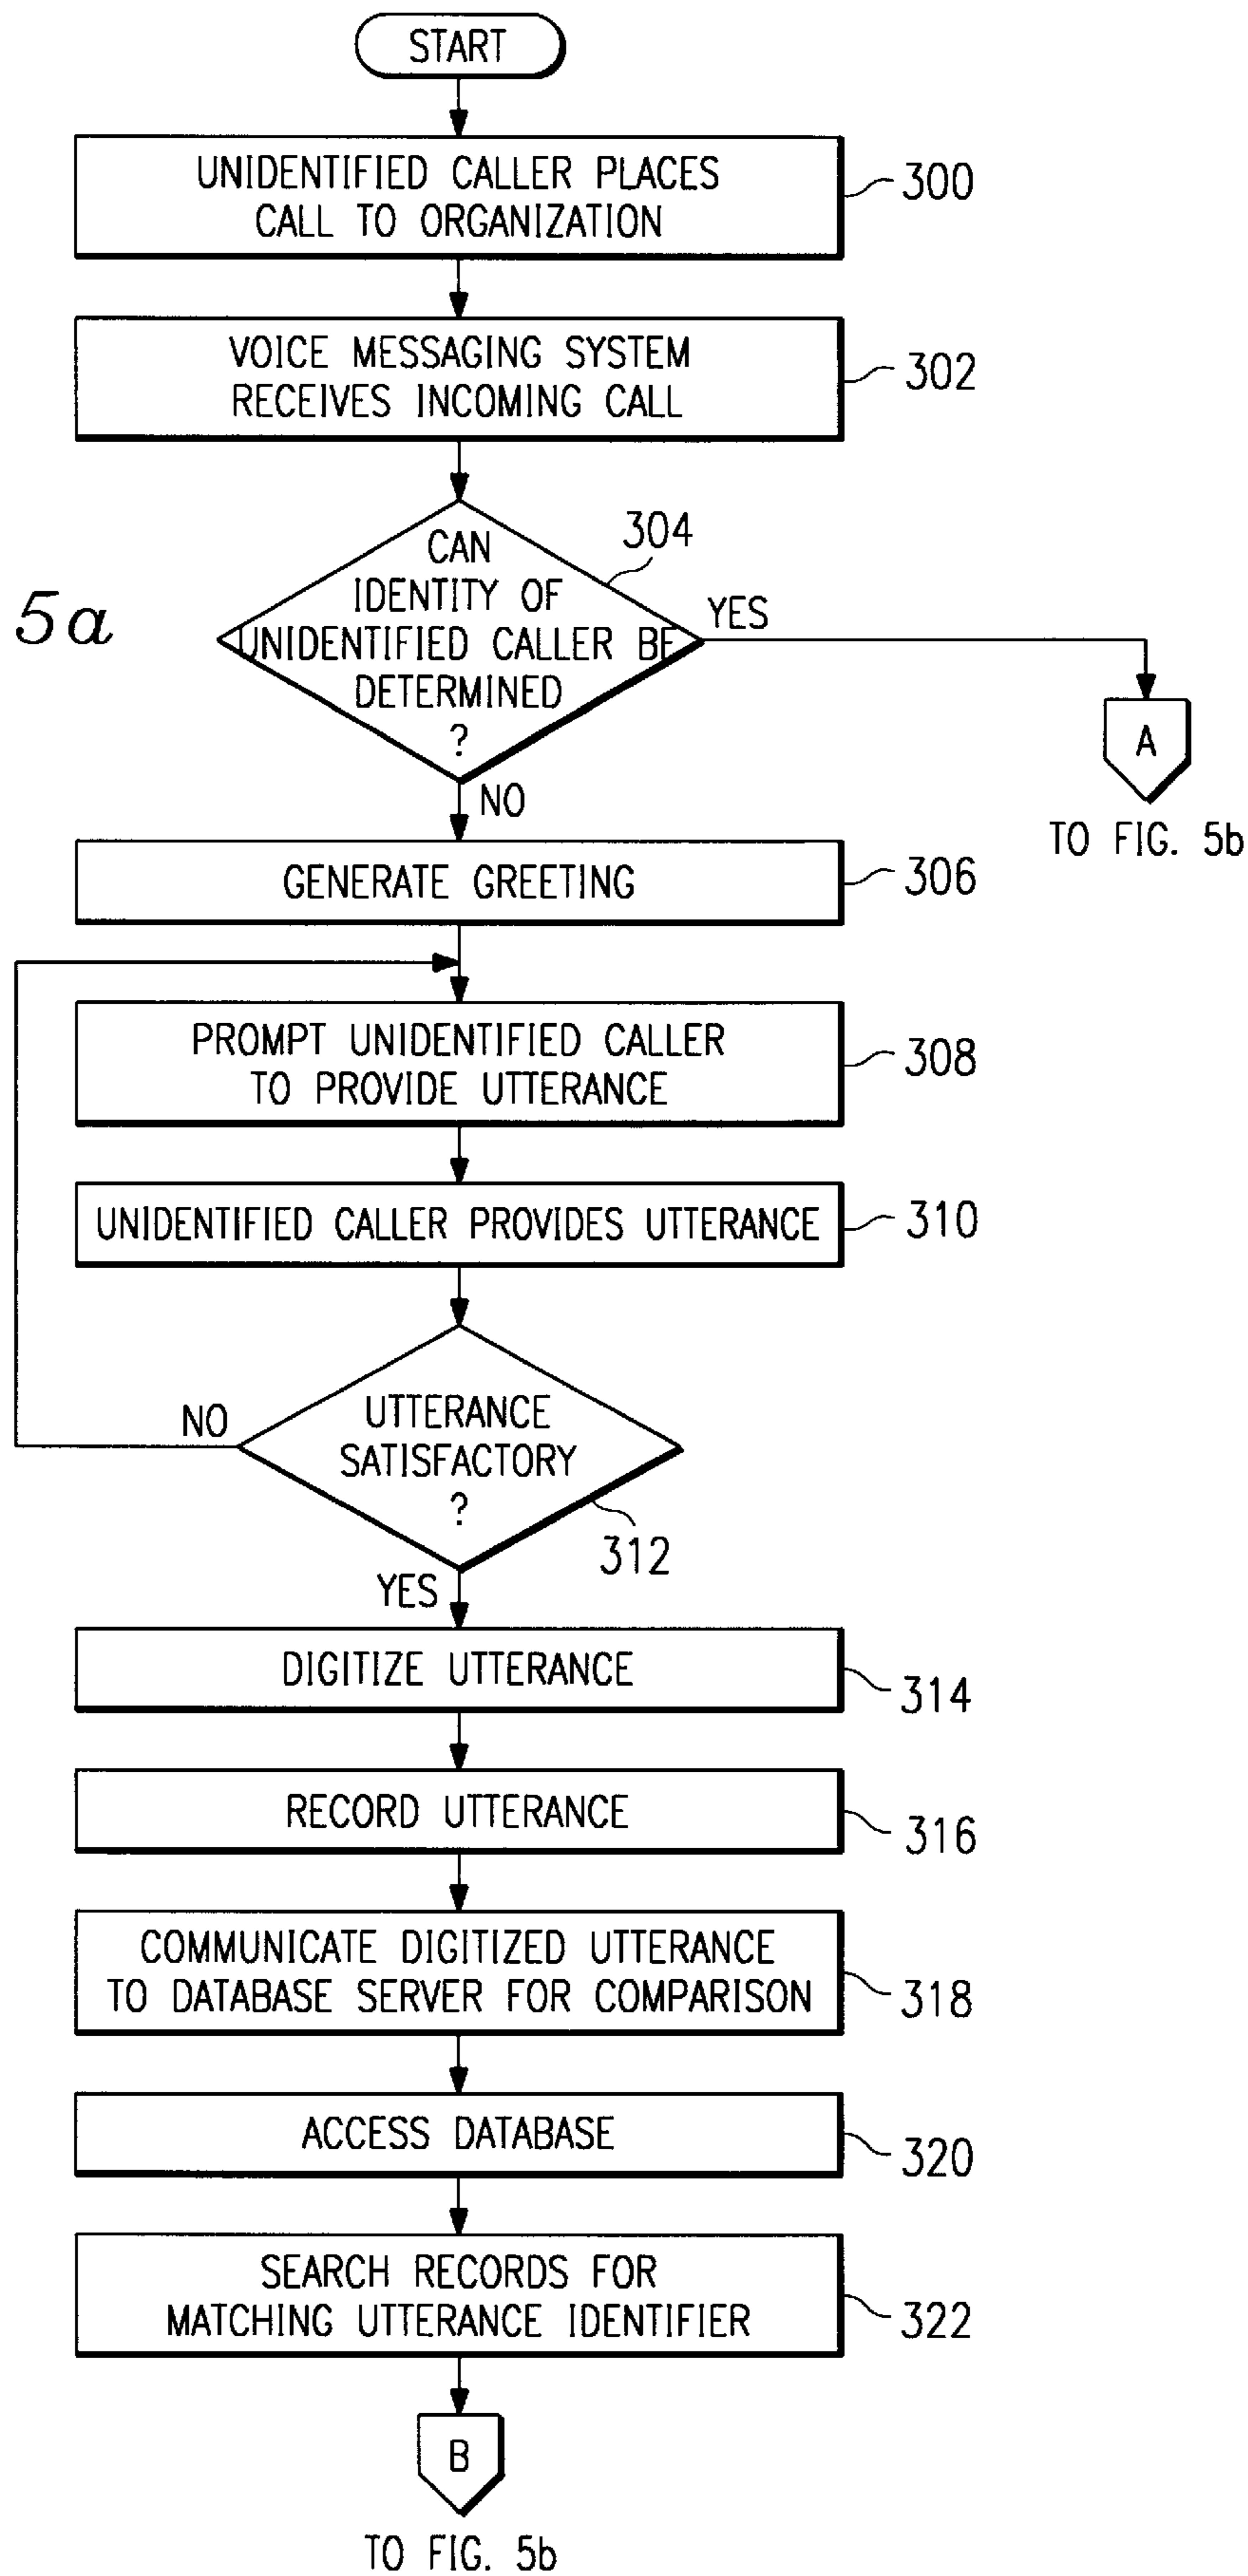 START
UNIDENTIFIED CALLER PLACES
CALL TO ORGANIZATION
300
VOICE MESSAGING SYSTEM
RECEIVES INCOMING CALL
302
304
CAN
IDENTITY OF
UNIDENTIFIED CALLER BE
DETERMINED
?
YES
5a
A
TO FIG. 5b
NO
GENERATE GREETING
306
PROMPT UNIDENTIFIED CALLER
TO PROVIDE UTTERANCE
308
UNIDENTIFIED CALLER PROVIDES UTTERANCE
310
NO
UTTERANCE
SATISFACTORY
?
312
YES
DIGITIZE UTTERANCE
314
RECORD UTTERANCE
316
COMMUNICATE DIGITIZED UTTERANCE
TO DATABASE SERVER FOR COMPARISON
318
ACCESS DATABASE
320
SEARCH RECORDS FOR
MATCHING UTTERANCE IDENTIFIER
322
B
TO FIG. 5b